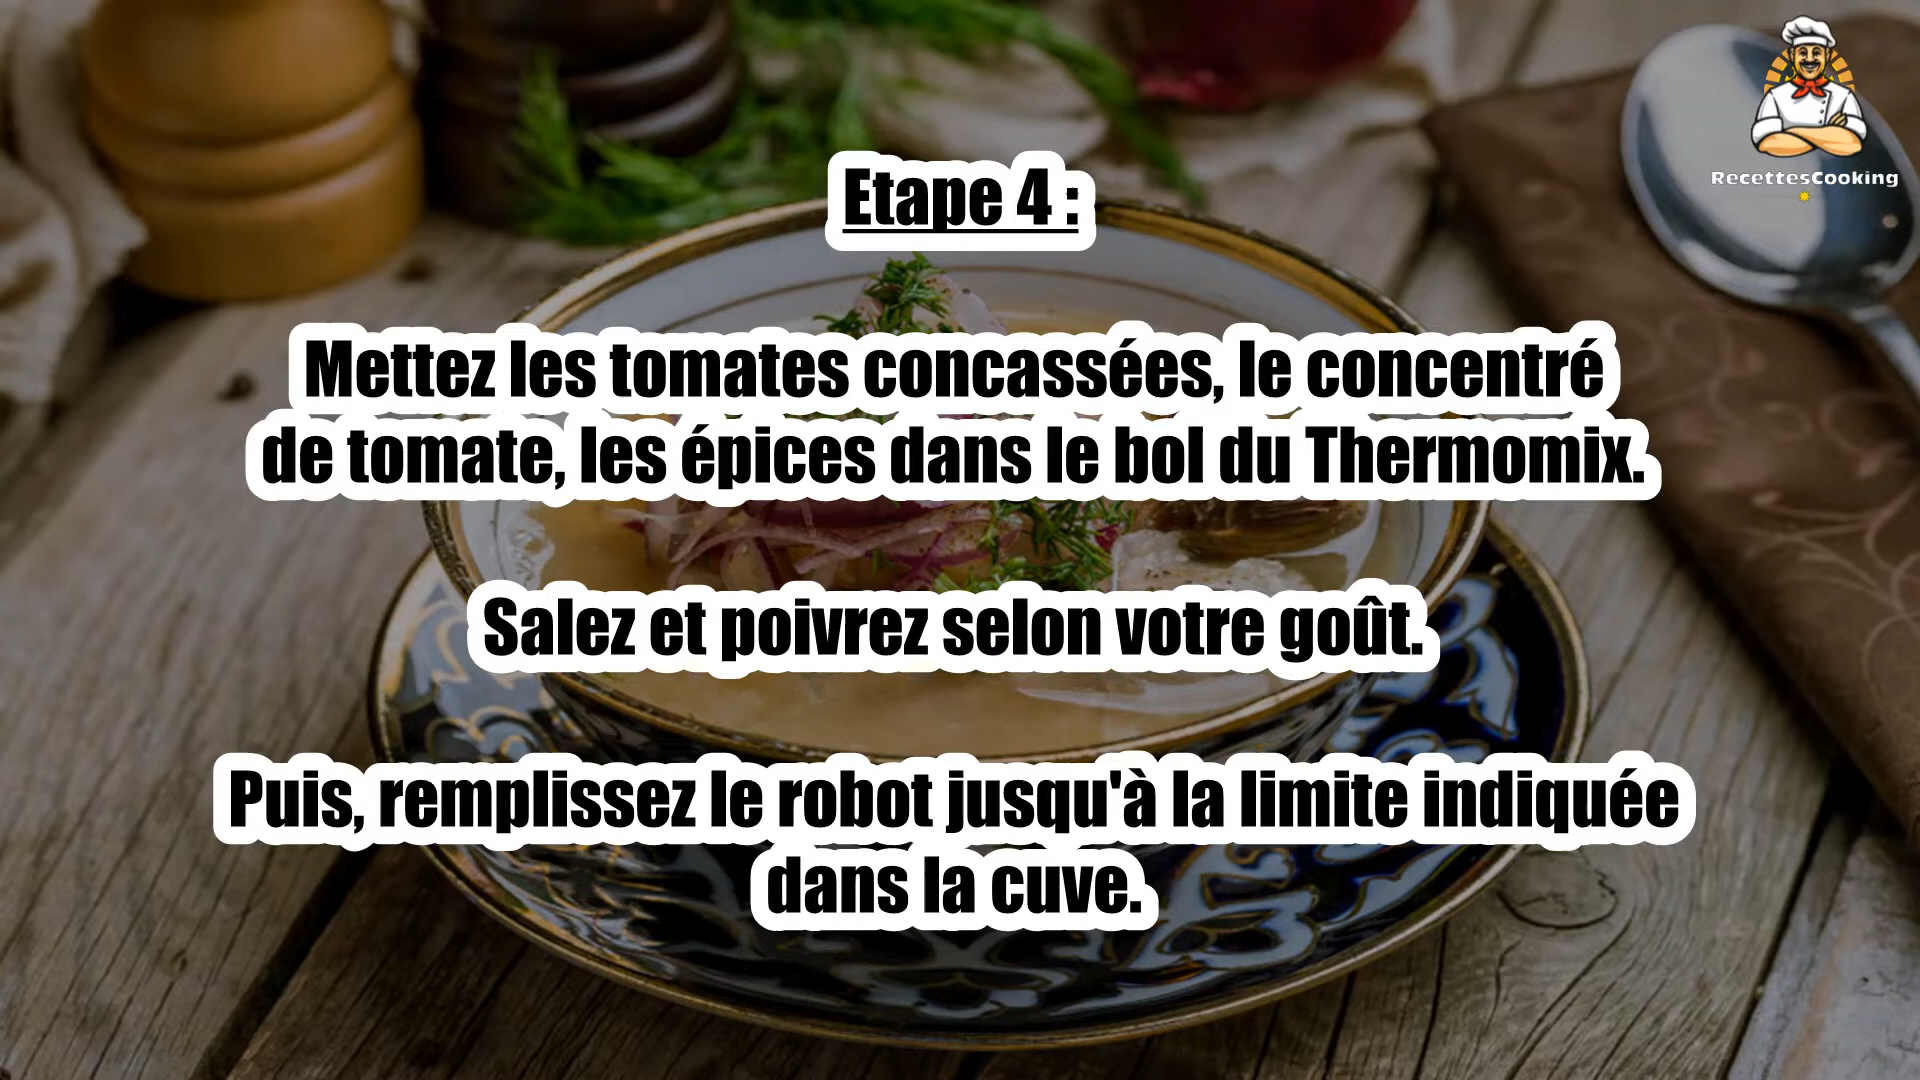 RecettesCooking
Etape 4 :
Mettez les tomates concassées, le concentré
de tomate, les épices dans le bol du Thermomix.
Salez et poivrez selon votre goût.
Puis, remplissez le robot jusqu'à la limite indiquée
dans la cuve.